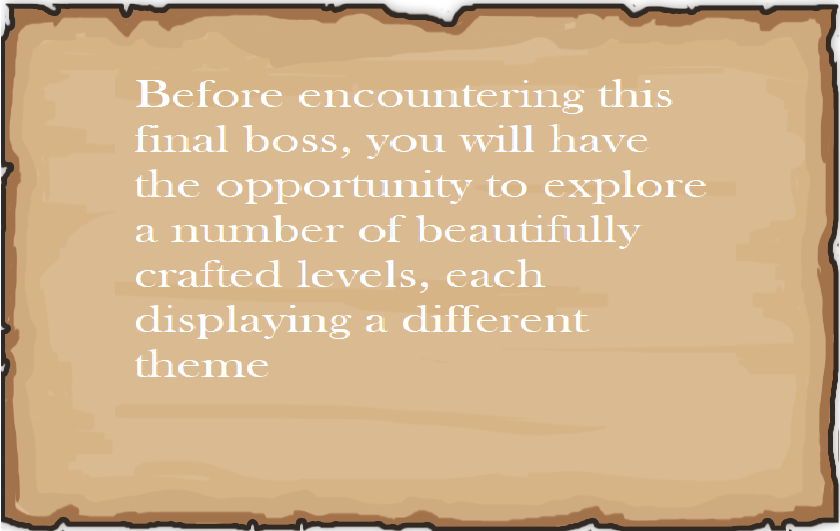 Before encountering this
final boss, you will have
the opportunity to explore
a number of beautifully
crafted levels, each
displaying a different
theme